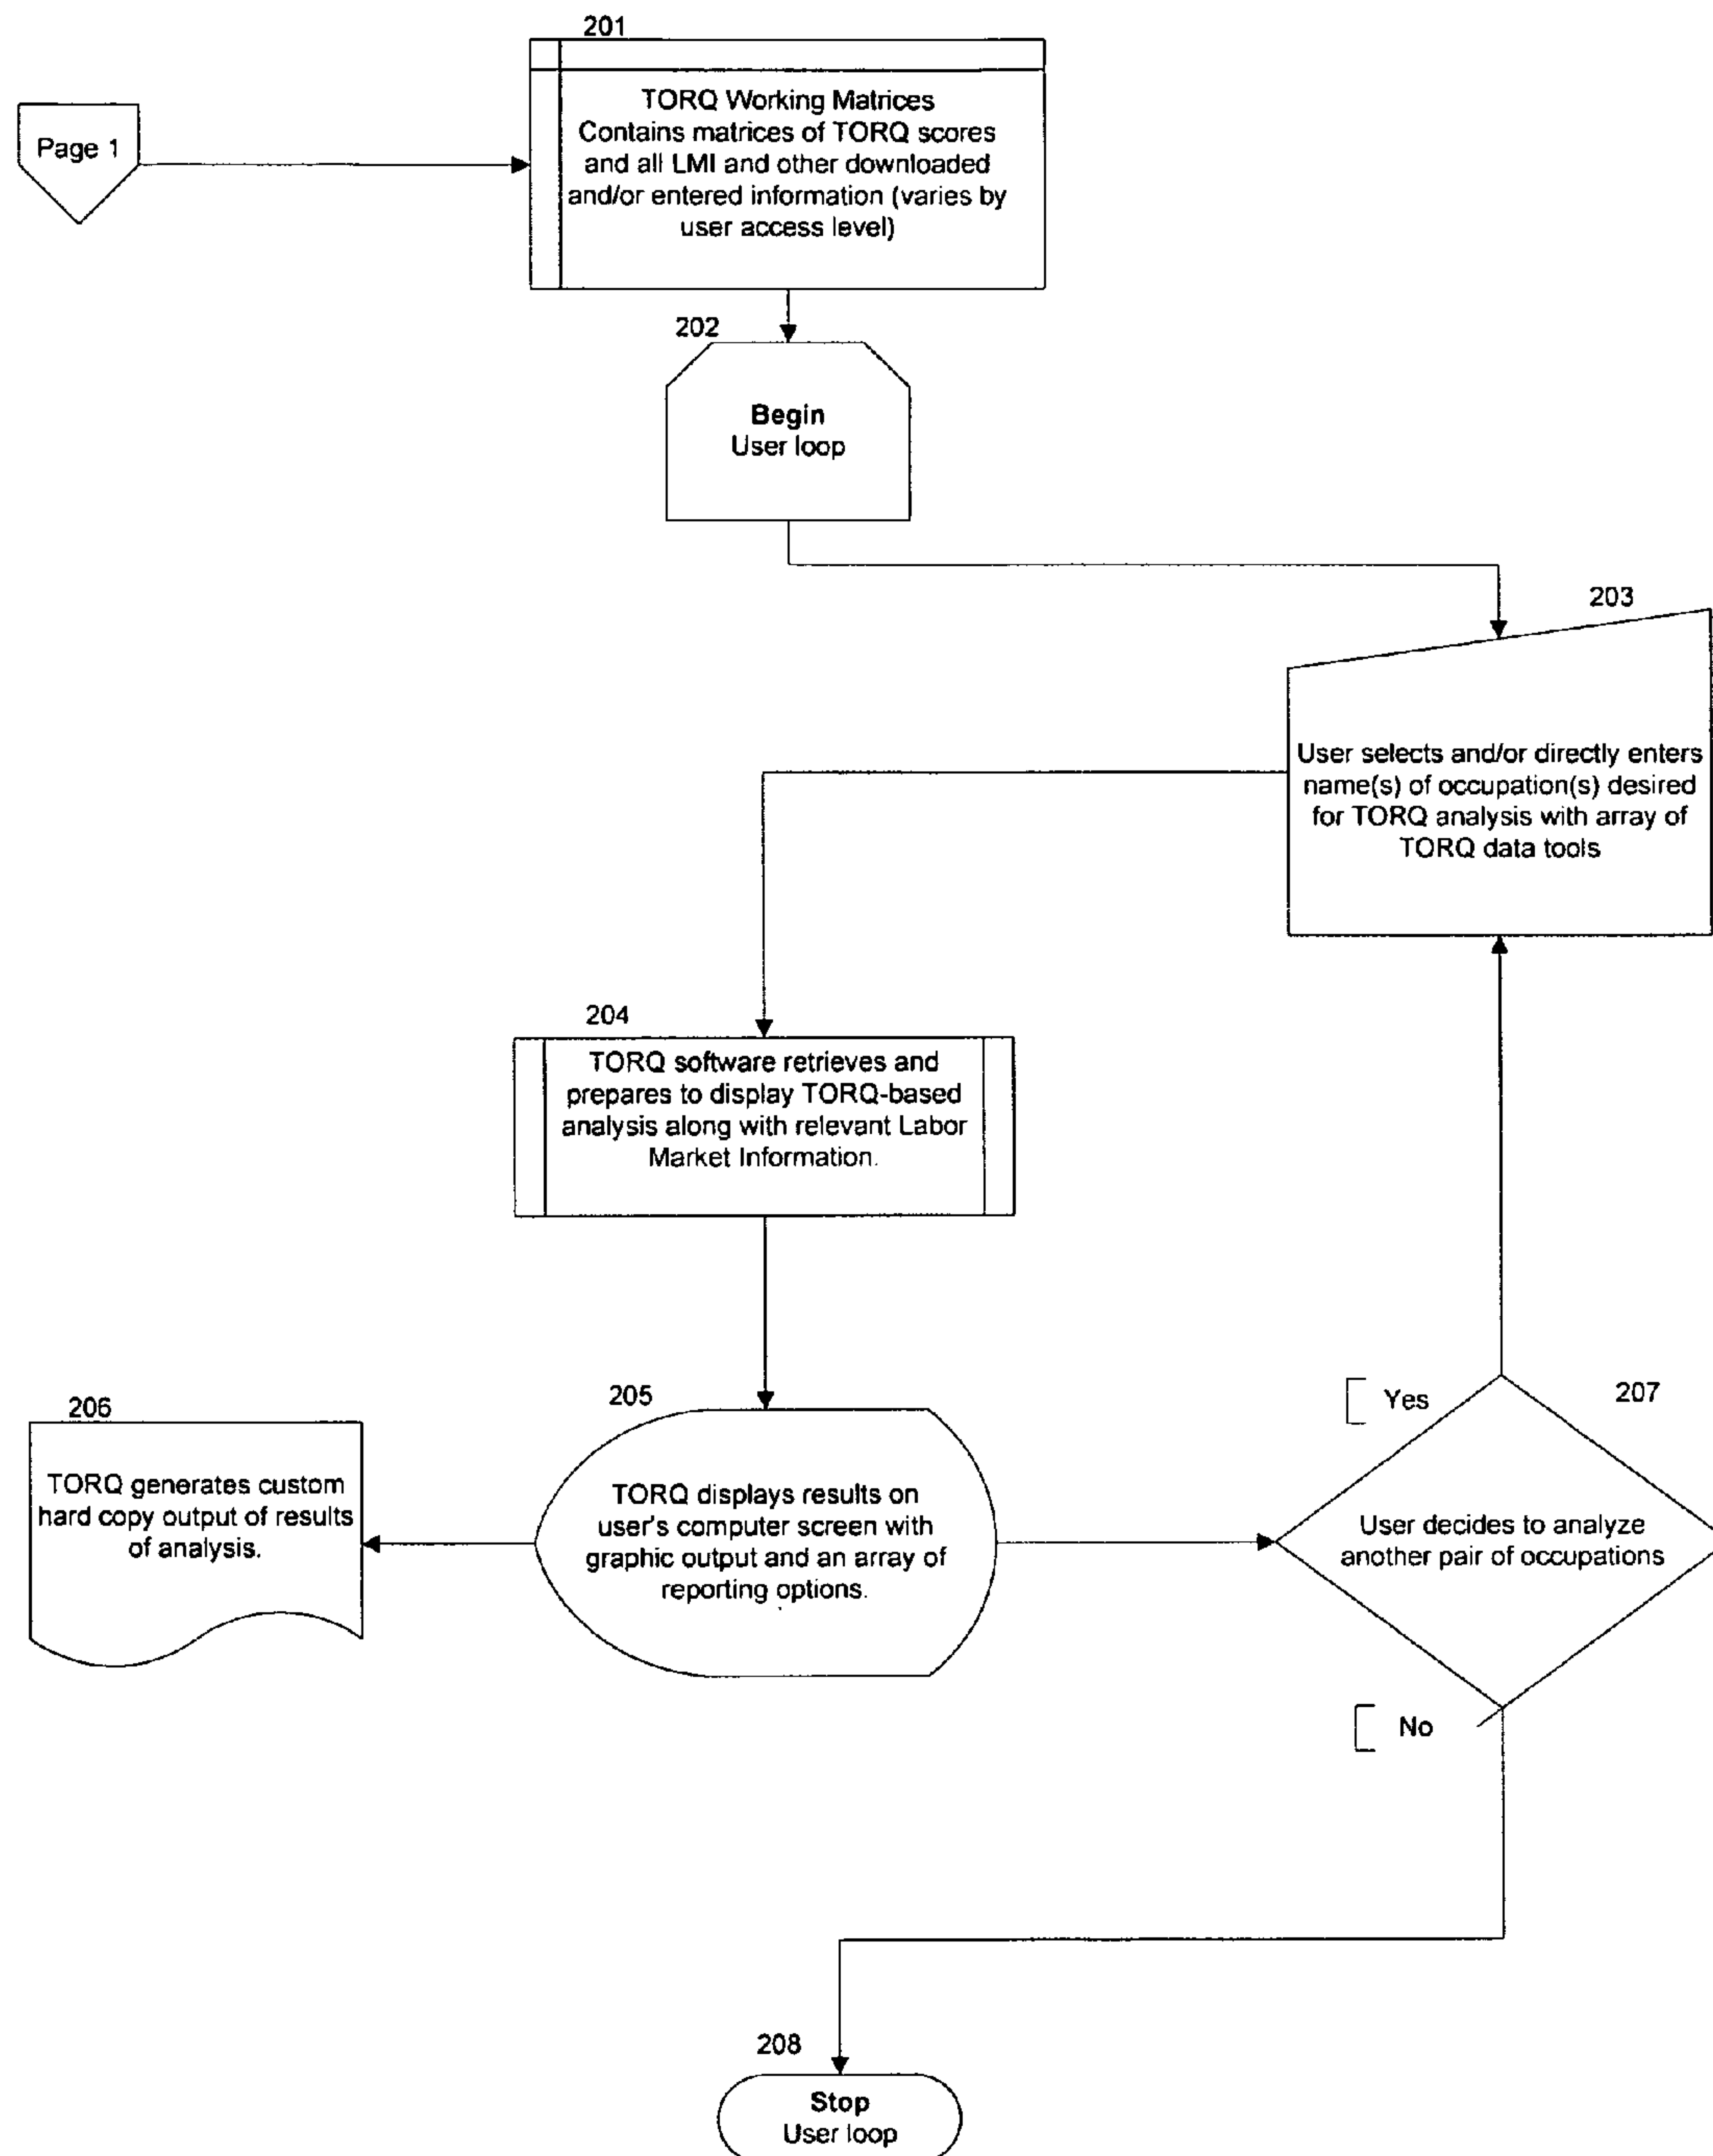 201
TORQ Working Matrices
Contains matrices of TORQ scores
and all LMI and other downloaded
and/or entered information (varies by
user access level)
Page 1
202
Begin
User loop
203
User selects and/or directly enters
name(s) of occupation(s) desired
for TORQ analysis with array of
TORQ data tools
204
TORQ software retrieves and
prepares to display TORQ-based
analysis along with relevant Labor
Market Information.
205
TORQ displays results on
user's computer screen with
graphic output and an array of
reporting options.
206
TORQ generates custom
hard copy output of results
of analysis.
207
User decides to analyze
another pair of occupations
Yes
No
208
Stop
User loop